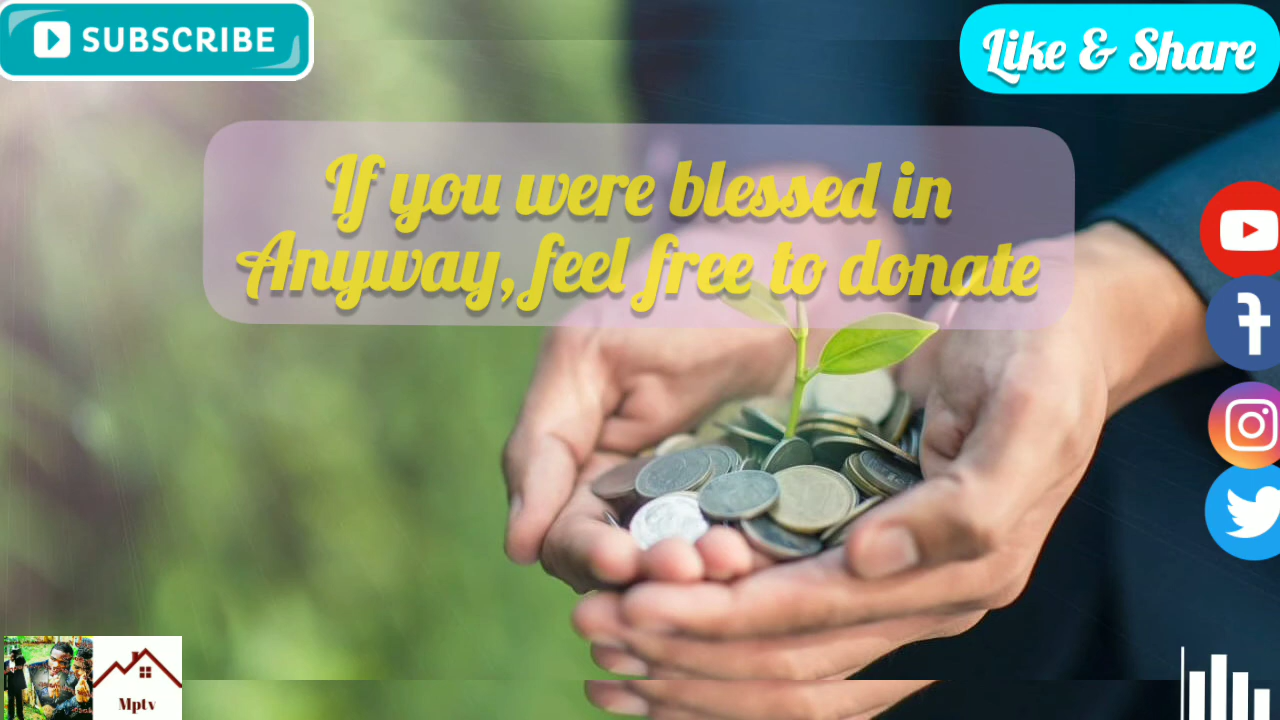 SUBSCRIBE
Like & Share
If you were blessed in
Anyway, feel free to donate
Mptv